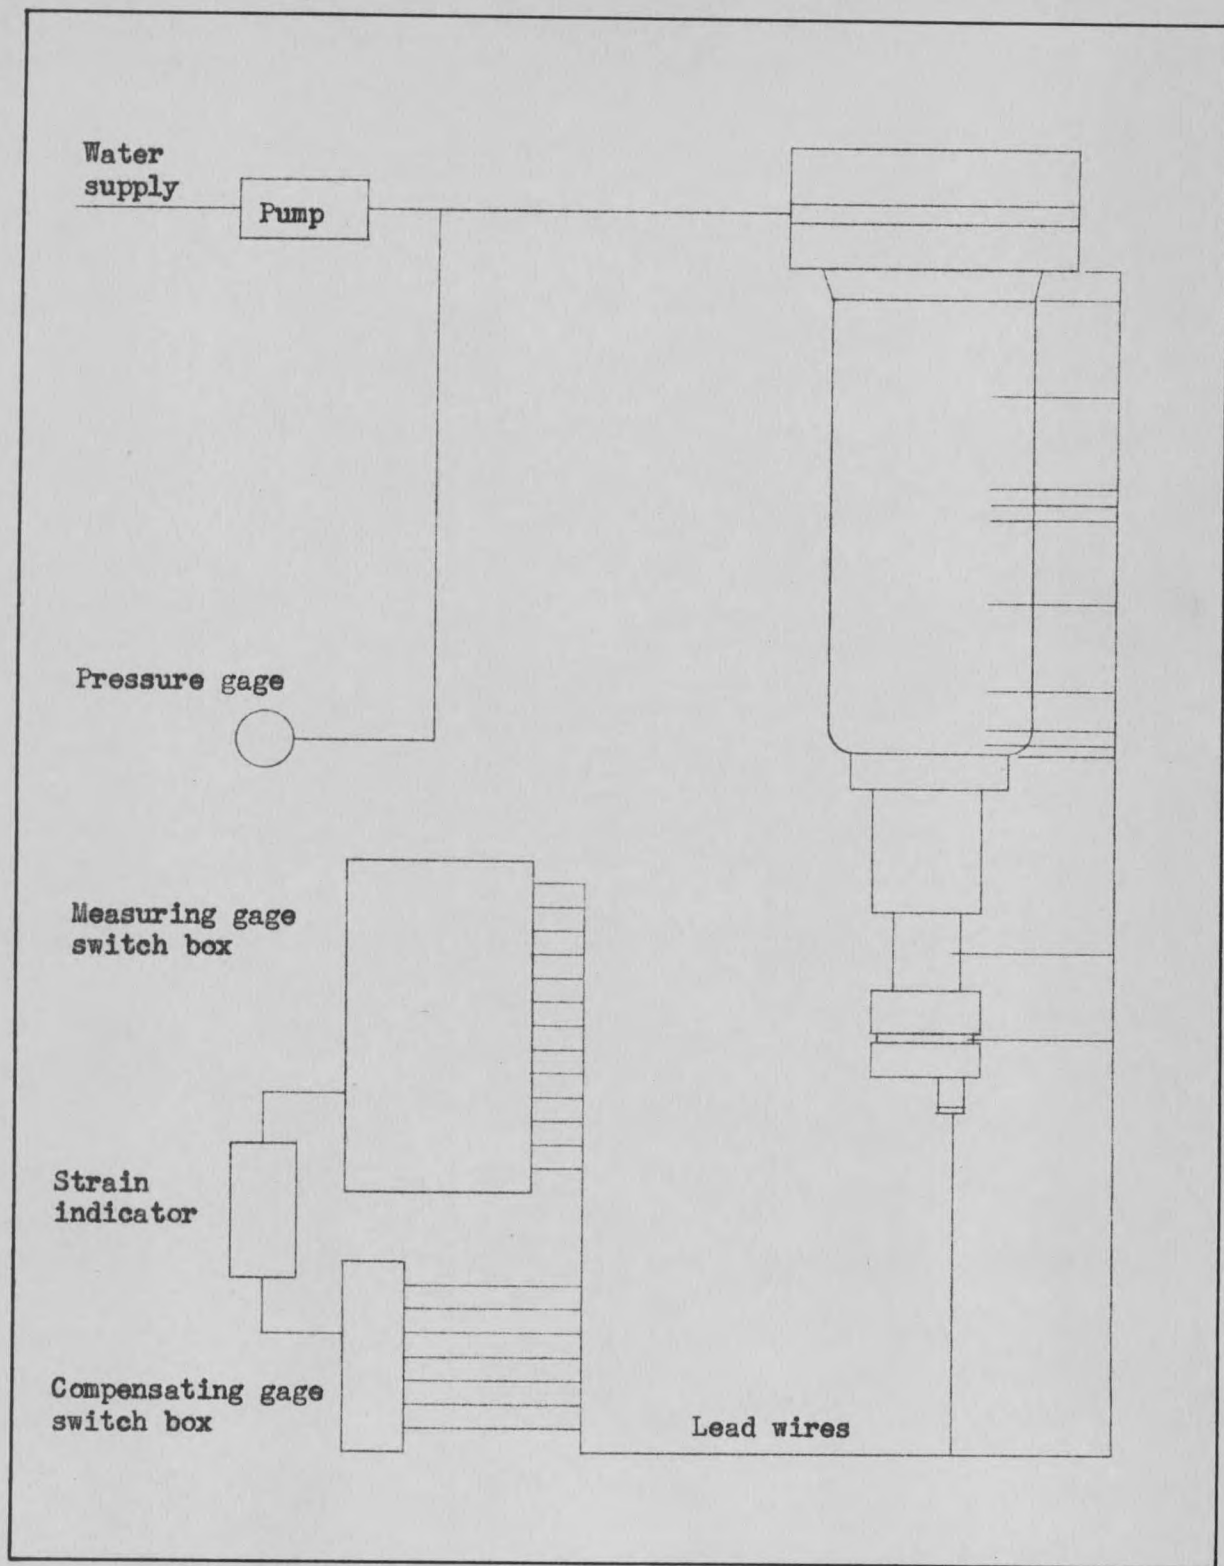 Water
supply
Pump
Pressure gage
Measuring gage
switch box
Strain
indicator
Compensating gage
switch box
Lead wires